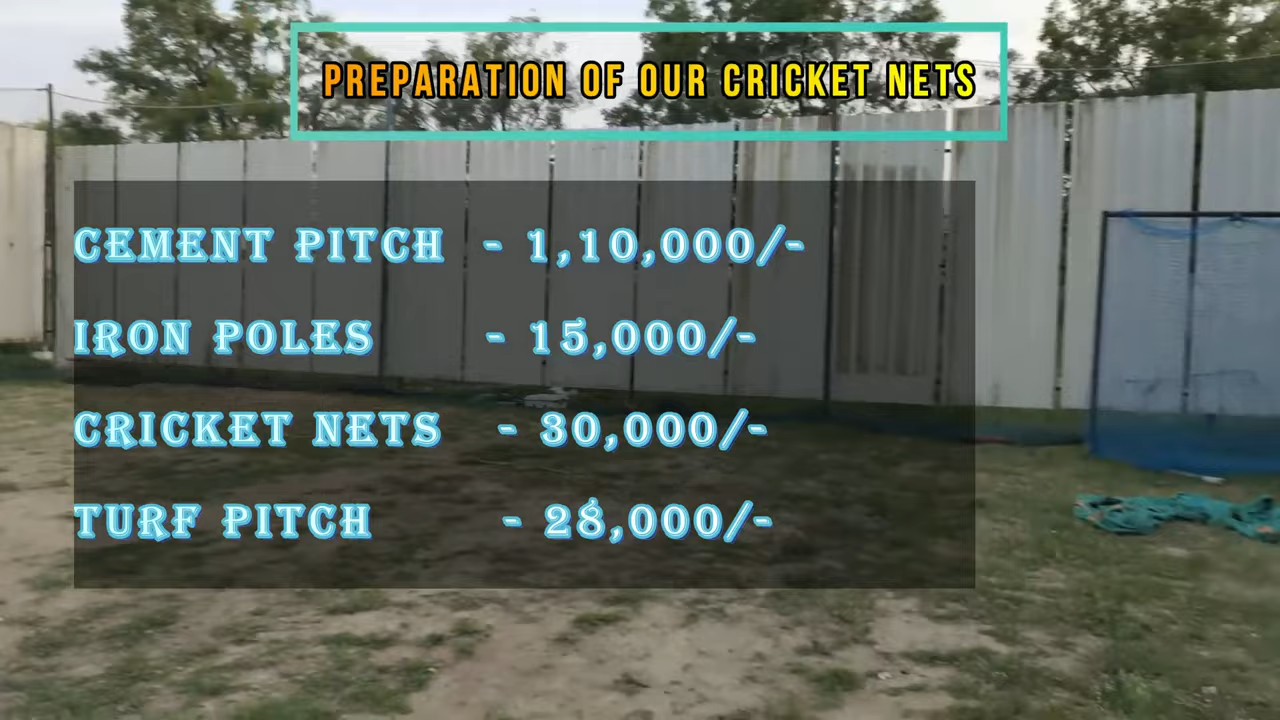 PREPARATION OF OUR CRICKET NETS
CEMENT PITCH - 1,10,000/-
IRON POLES - 15,000/-
CRICKET NETS - 30,000/-
TURF PITCH - 28,000/-